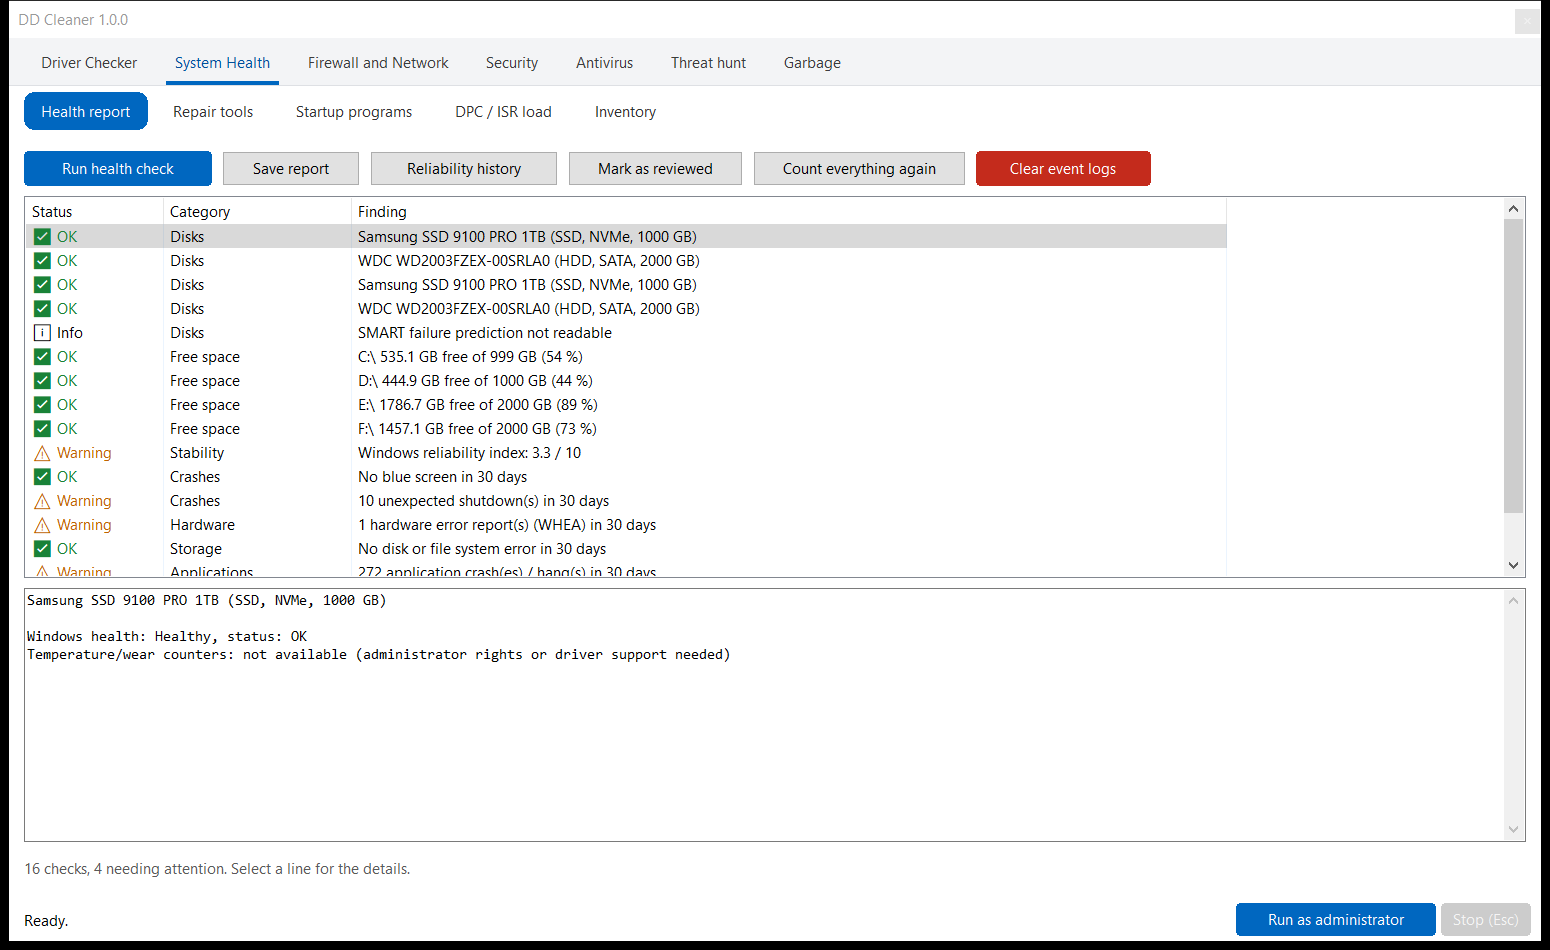 DD Cleaner 1.0.0
Driver Checker System Health Firewall and Network Security Antivirus Threat hunt Garbage
Health report Repair tools Startup programs DPC / ISR load Inventory
Run health check Save report Reliability history Mark as reviewed Count everything again Clear event logs
Status Category Finding
OK Disks Samsung SSD 9100 PRO 1TB (SSD, NVMe, 1000 GB)
OK Disks WDC WD2003FZEX-00SRLA0 (HDD, SATA, 2000 GB)
OK Disks Samsung SSD 9100 PRO 1TB (SSD, NVMe, 1000 GB)
OK Disks WDC WD2003FZEX-00SRLA0 (HDD, SATA, 2000 GB)
Info Disks SMART failure prediction not readable
OK Free space C:\ 535.1 GB free of 999 GB (54 %)
OK Free space D:\ 444.9 GB free of 1000 GB (44 %)
OK Free space E:\ 1786.7 GB free of 2000 GB (89 %)
OK Free space F:\ 1457.1 GB free of 2000 GB (73 %)
Warning Stability Windows reliability index: 3.3 / 10
OK Crashes No blue screen in 30 days
Warning Crashes 10 unexpected shutdown(s) in 30 days
Warning Hardware 1 hardware error report(s) (WHEA) in 30 days
OK Storage No disk or file system error in 30 days
Warning Applications 272 application crash(es) / hang(s) in 30 days
Samsung SSD 9100 PRO 1TB (SSD, NVMe, 1000 GB)
Windows health: Healthy, status: OK
Temperature/wear counters: not available (administrator rights or driver support needed)
16 checks, 4 needing attention. Select a line for the details.
Ready. Run as administrator Stop (Esc)